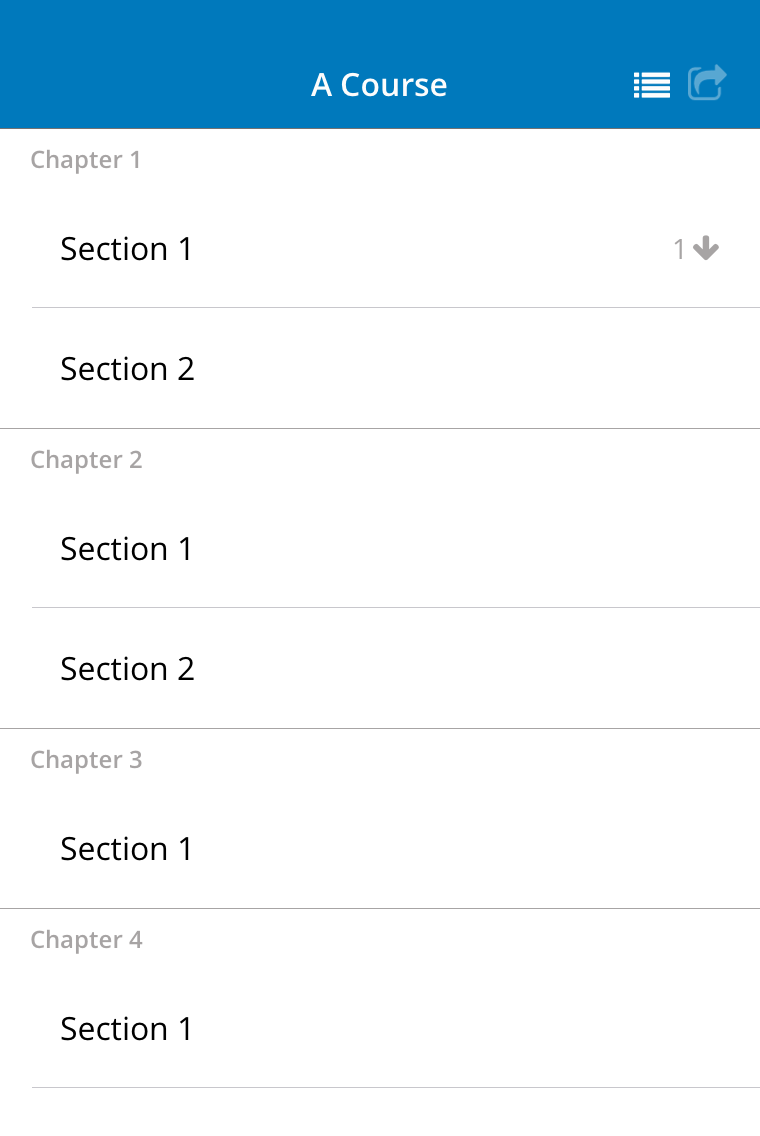 A Course
Chapter 1
Section 1
1
Section 2
Chapter 2
Section 1
Section 2
Chapter 3
Section 1
Chapter 4
Section 1